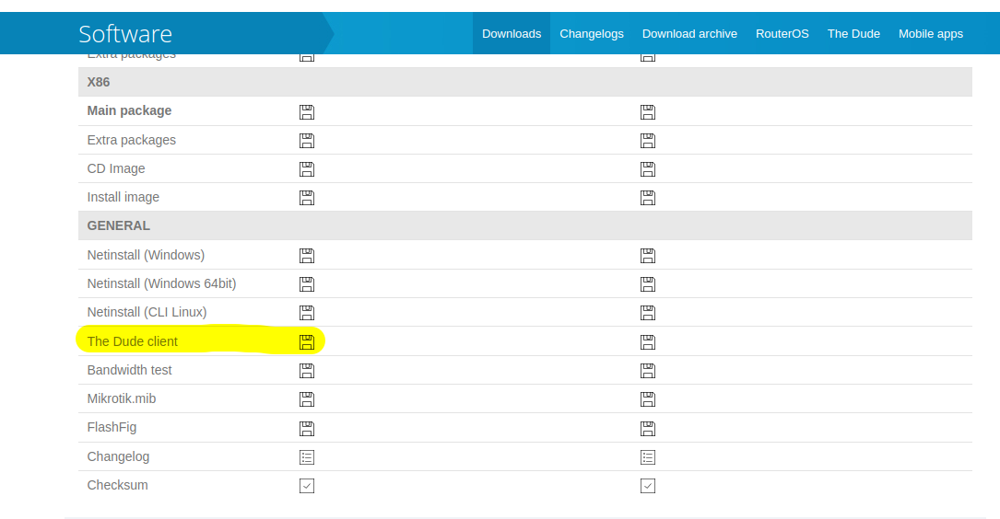 Software
Downloads Changelogs Download archive RouterOS The Dude Mobile apps
Extra packages
X86
Main package
Extra packages
CD Image
Install image
GENERAL
Netinstall (Windows)
Netinstall (Windows 64bit)
Netinstall (CLI Linux)
The Dude client
Bandwidth test
Mikrotik.mib
FlashFig
Changelog
Checksum